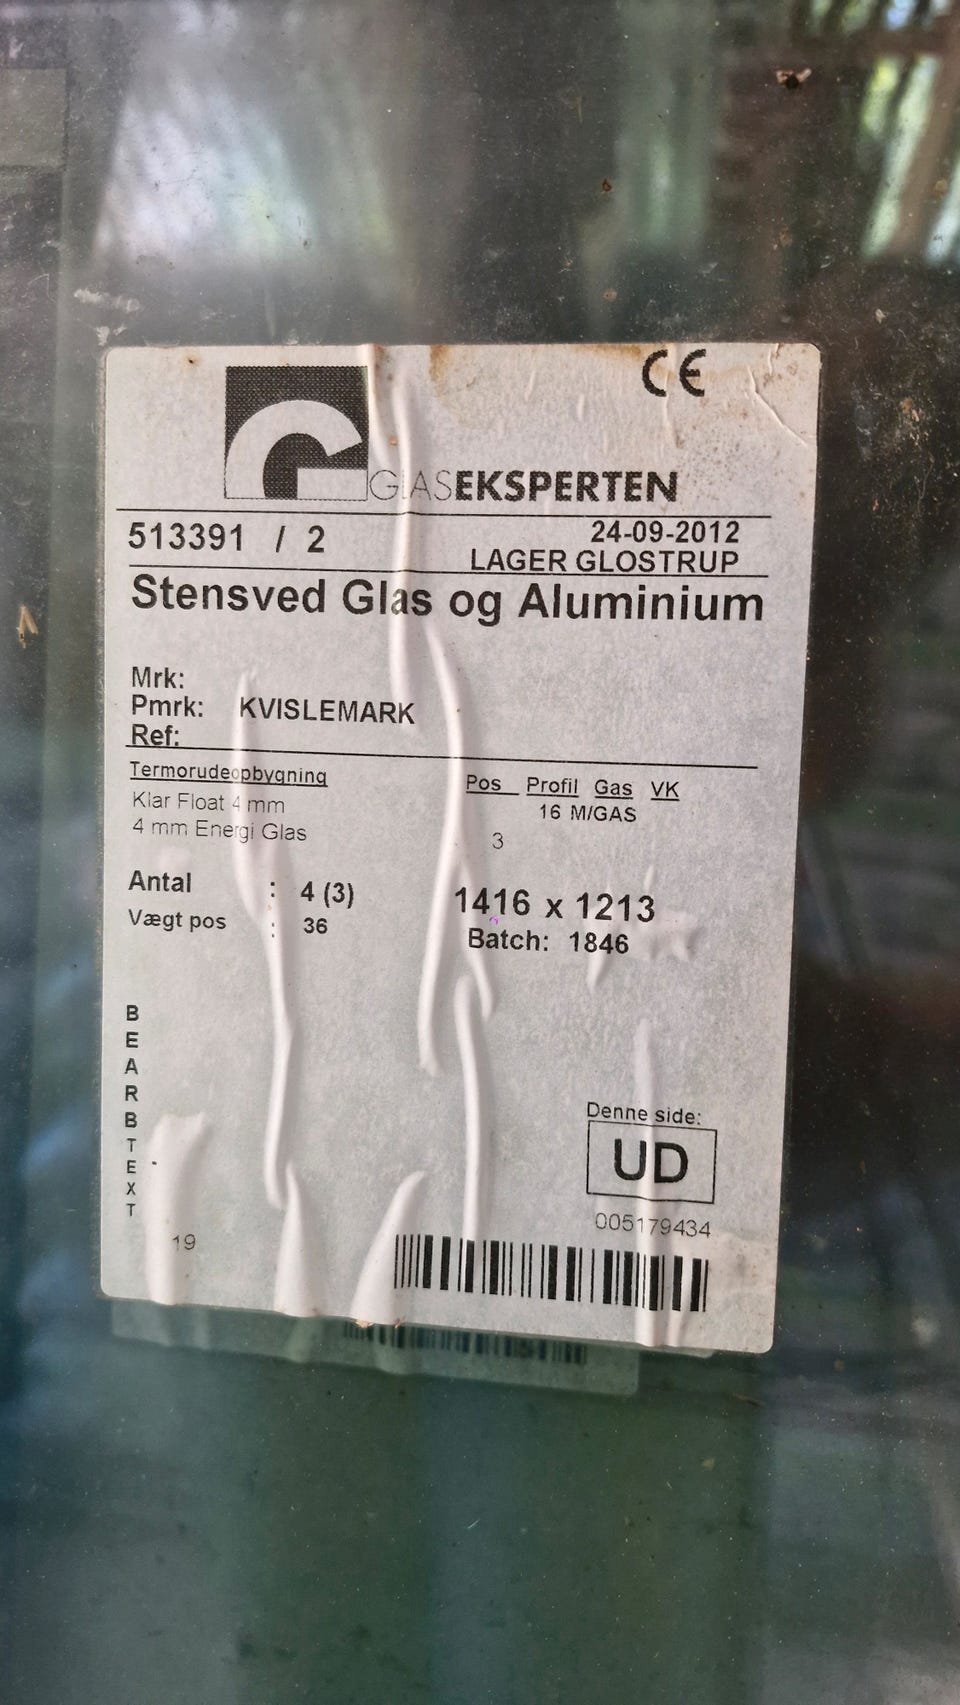 CE
GLASEKSPERTEN
513391 / 2
24-09-2012
LAGER GLOSTRUP
Stensved Glas og Aluminium
Mrk:
Pmrk: KVISLEMARK
Ref:
Termorudeopbygning Pos Profil Gas VK
Klar Float 4 mm 16 M/GAS
4 mm Energi Glas 3
Antal : 4 (3) 1416 x 1213
Vægt pos : 36 Batch: 1846
BEARBTEXT
Denne side:
UD
005179434
19